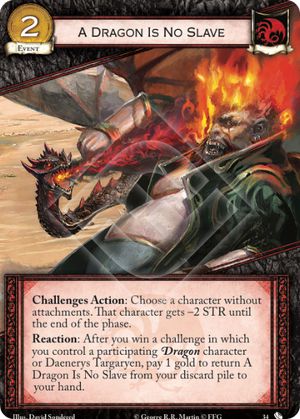 2
A Dragon Is No Slave
Event
Challenges Action: Choose a character without
attachments. That character gets –2 STR until
the end of the phase.
Reaction: After you win a challenge in which
you control a participating Dragon character
or Daenerys Targaryen, pay 1 gold to return A
Dragon Is No Slave from your discard pile to
your hand.
Illus. David Sondered
© George R.R. Martin © FFG
14